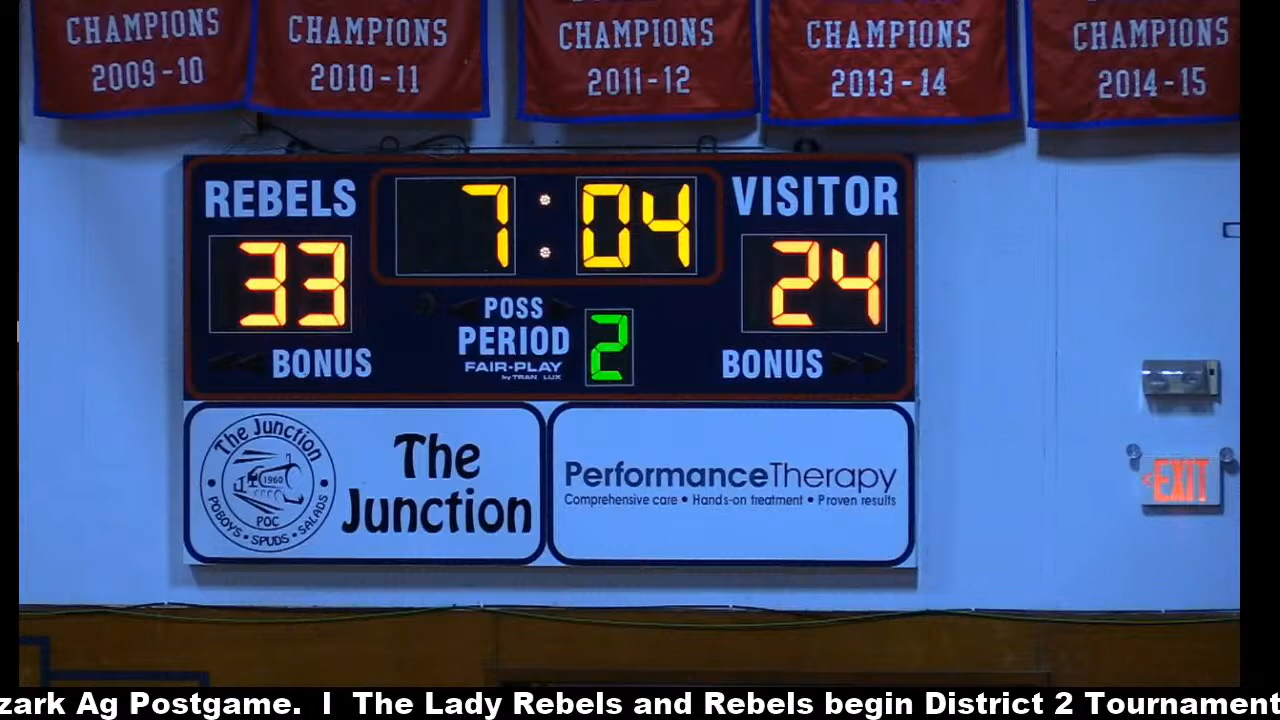 CHAMPIONS
2009-10
CHAMPIONS
2010-11
CHAMPIONS
2011-12
CHAMPIONS
2013-14
CHAMPIONS
2014-15
REBELS
7:04
VISITOR
33
24
POSS
PERIOD
2
FAIR-PLAY
by TRANS LUX
BONUS
BONUS
The Junction
1960
POC
POBOYS • SPUDS • SALADS
The
Junction
PerformanceTherapy
Comprehensive care • Hands-on treatment • Proven results
<EXIT
zark Ag Postgame. I The Lady Rebels and Rebels begin District 2 Tournament